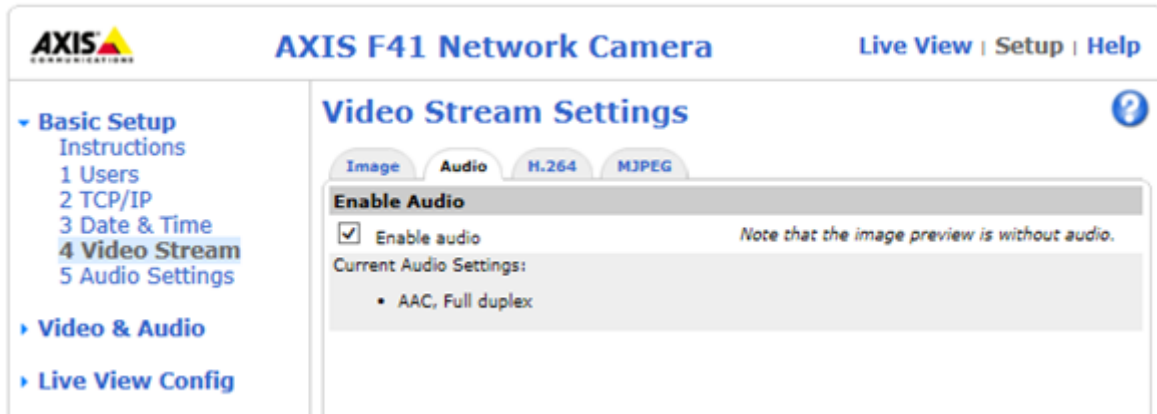 AXIS
COMMUNICATIONS
AXIS F41 Network Camera
Live View | Setup | Help
Basic Setup
Instructions
1 Users
2 TCP/IP
3 Date & Time
4 Video Stream
5 Audio Settings
Video & Audio
Live View Config
Video Stream Settings
?
Image Audio H.264 MJPEG
Enable Audio
Enable audio Note that the image preview is without audio.
Current Audio Settings:
• AAC, Full duplex